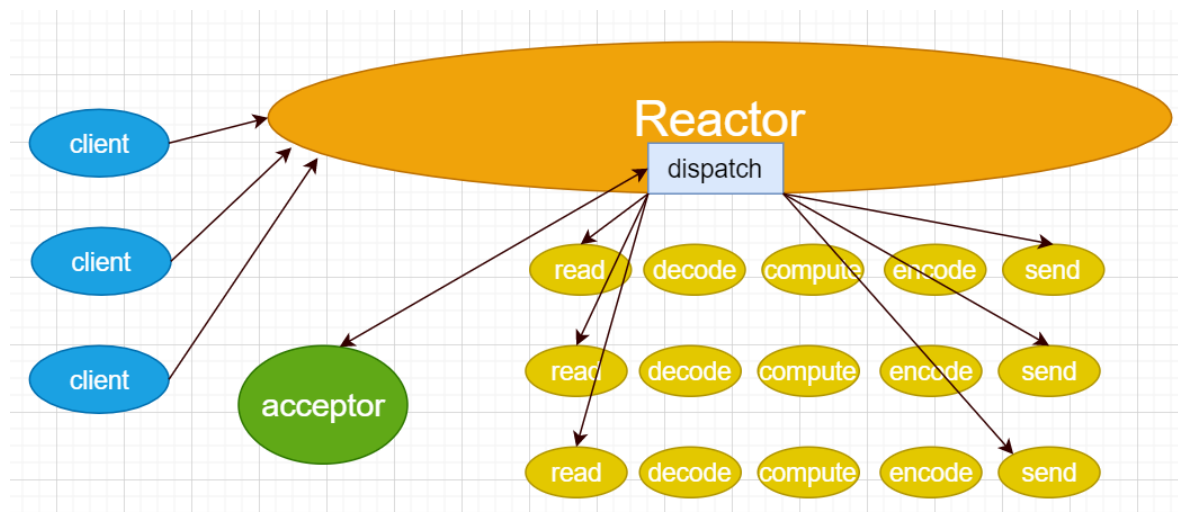 Reactor
dispatch
client
client
client
acceptor
read decode compute encode send
read decode compute encode send
read decode compute encode send